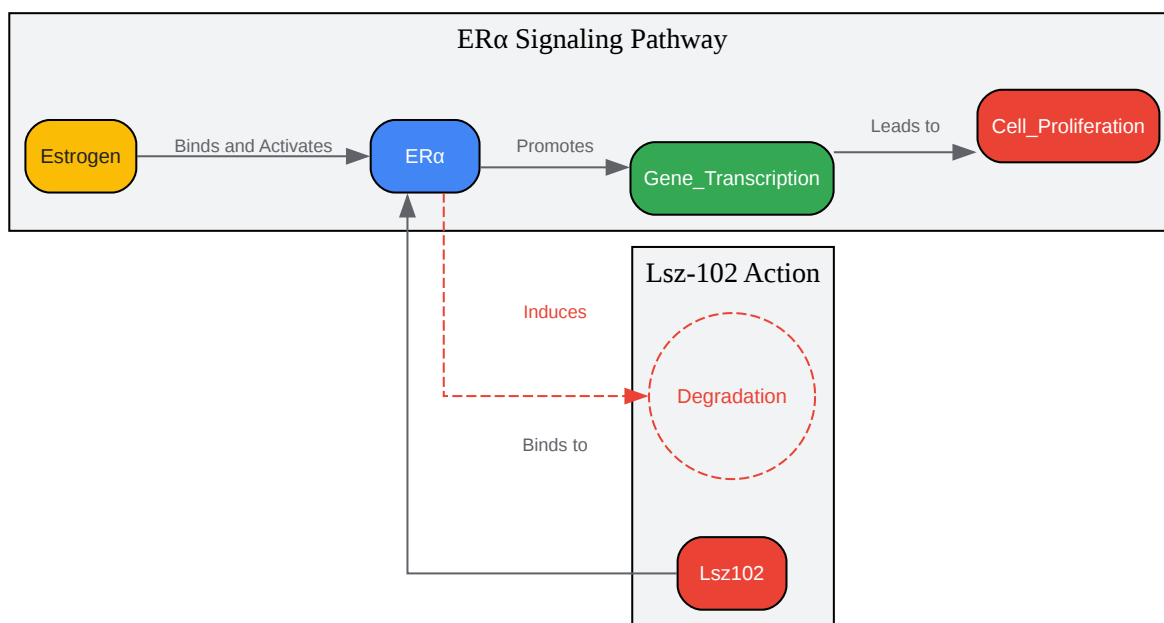 ERα Signaling Pathway
Estrogen
Binds and Activates
ERα
Promotes
Gene_Transcription
Leads to
Cell_Proliferation
Lsz-102 Action
Induces
Degradation
Binds to
Lsz102